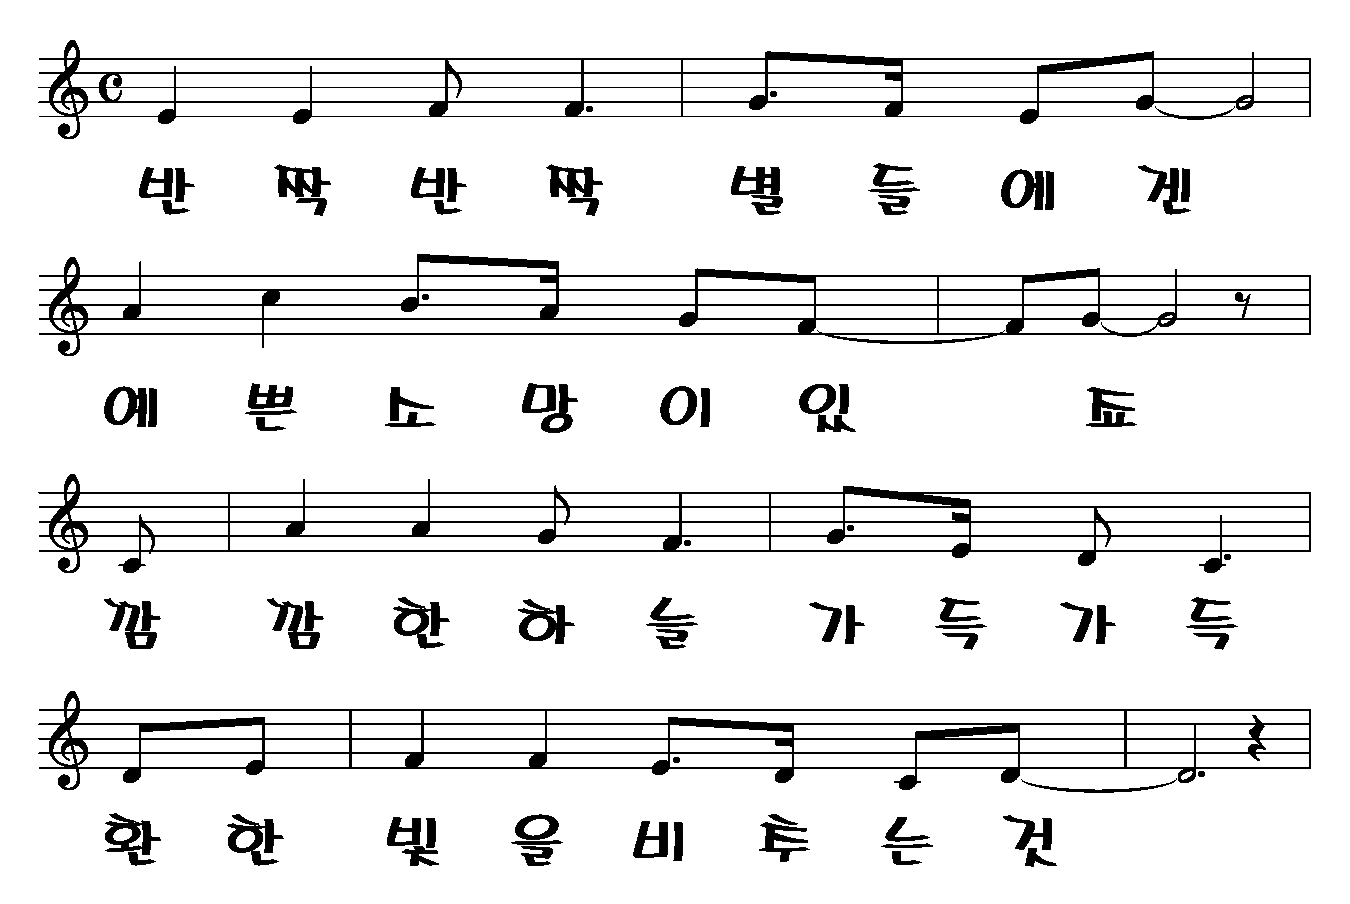 반 짝 반 짝 별 들 에 겐
예 쁜 소 망 이 있 죠
깜 깜 한 하 늘 가 득 가 득
환 한 빛 을 비 추 는 것